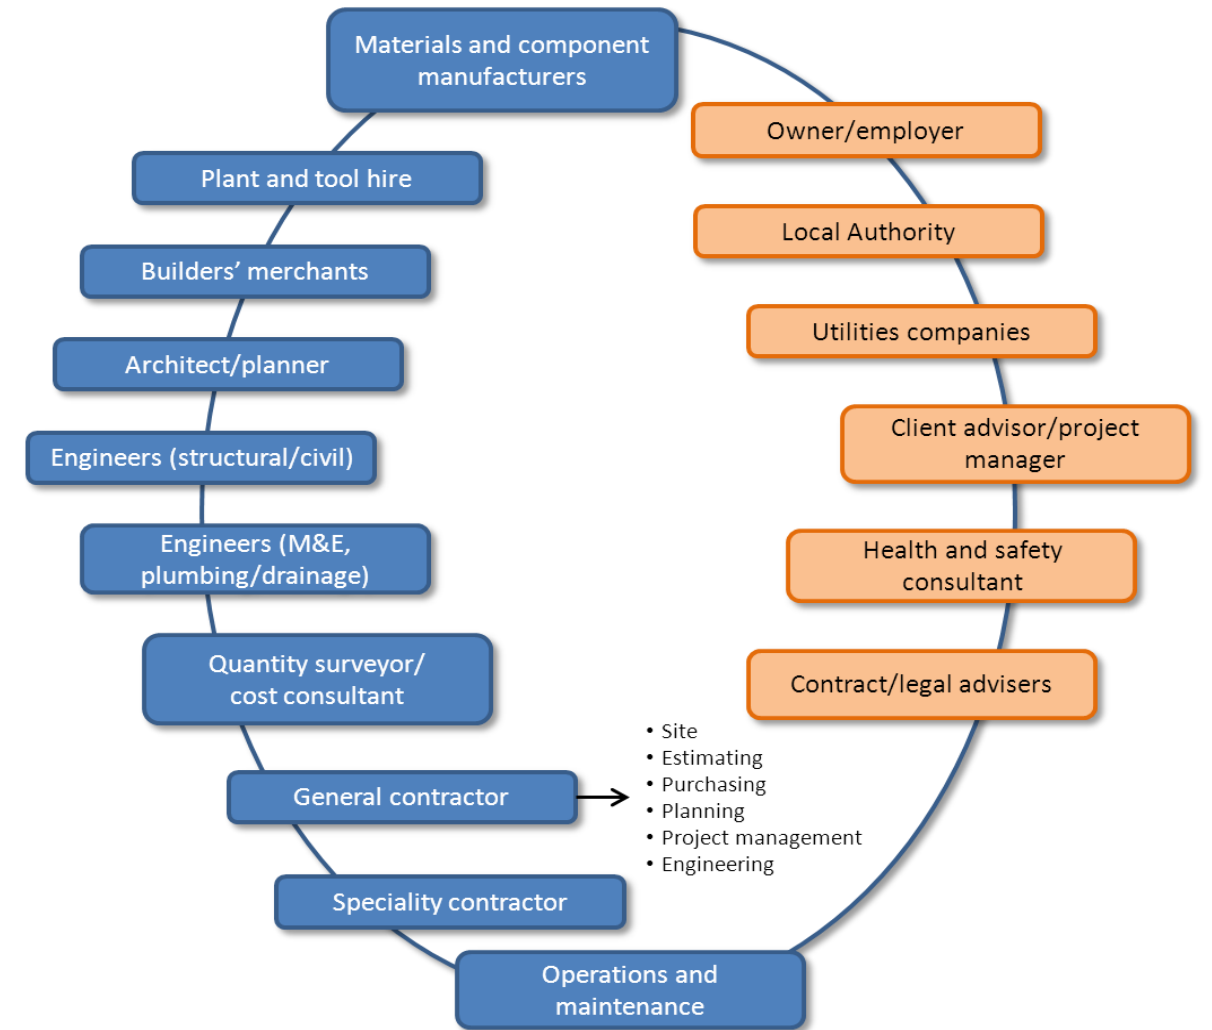 Materials and component
manufacturers
Owner/employer
Plant and tool hire
Local Authority
Builders’ merchants
Utilities companies
Architect/planner
Client advisor/project
manager
Engineers (structural/civil)
Engineers (M&E,
plumbing/drainage)
Health and safety
consultant
Quantity surveyor/
cost consultant
Contract/legal advisers
General contractor
• Site
• Estimating
• Purchasing
• Planning
• Project management
• Engineering
Speciality contractor
Operations and
maintenance